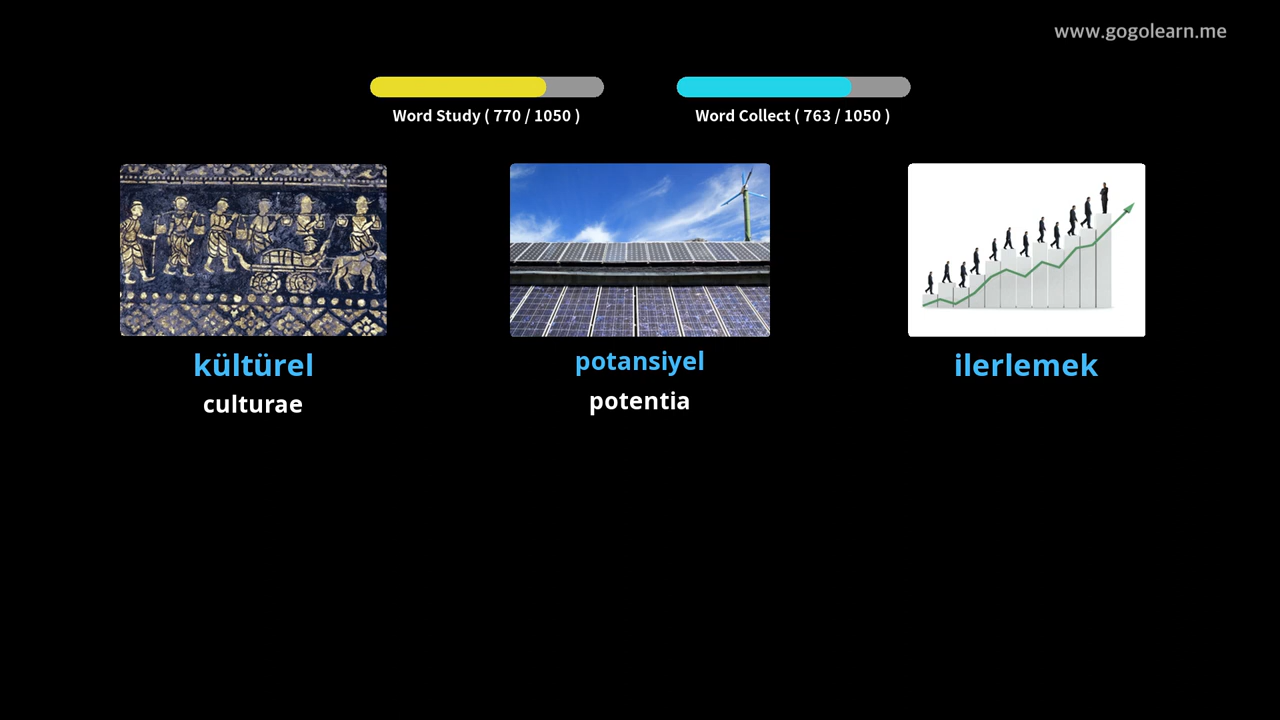 www.gogolearn.me
Word Study ( 770 / 1050 )
Word Collect ( 763 / 1050 )
kültürel
culturae
potansiyel
potentia
ilerlemek